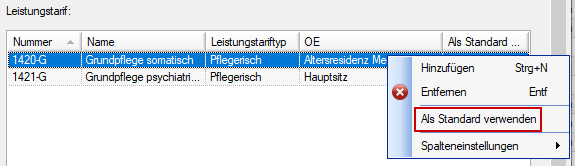 Leistungstarif:
Nummer Name Leistungstariftyp OE Als Standard ...
1420-G Grundpflege somatisch Pflegerisch Altersresidenz Me
1421-G Grundpflege psychiatri... Pflegerisch Hauptsitz
Hinzufügen Strg+N
Entfernen Entf
Als Standard verwenden
Spalteneinstellungen